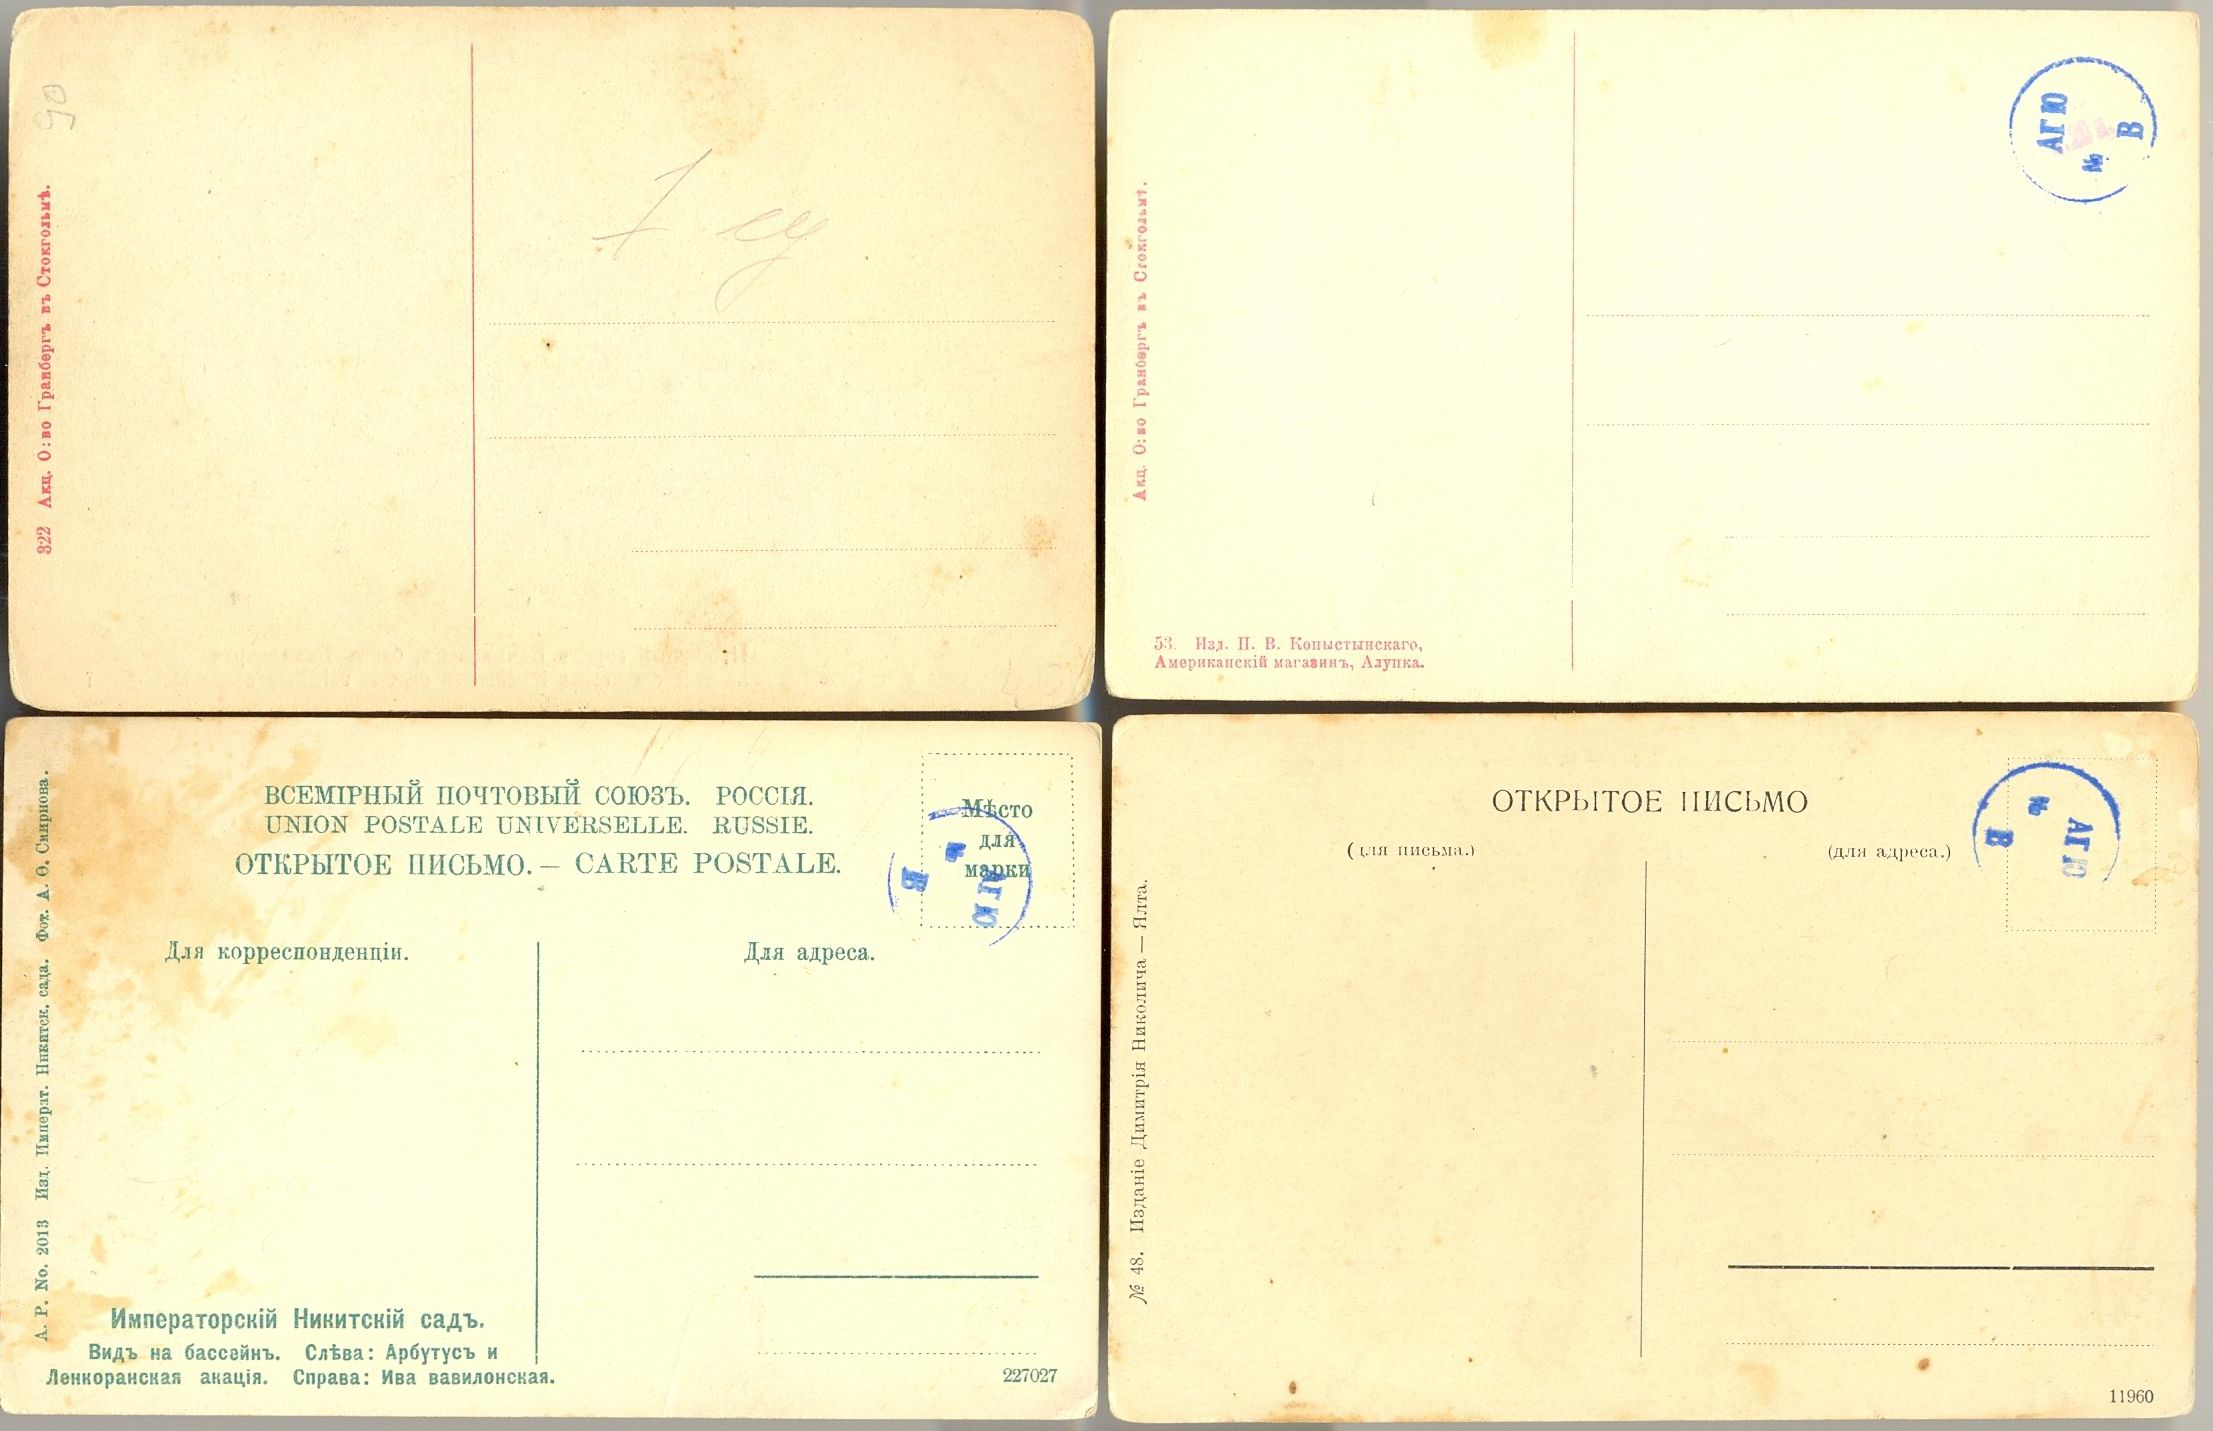 90
322 Акц. О:во Гранбергъ въ Стокгольмѣ.
1
Акц. О:во Гранбергъ въ Стокгольмѣ.
АГЮ
№
В
53. Изд. П. В. Копыстынскаго,
Американскій магазинъ, Алупка.
А. Р. No. 2013 Изд. Императ. Никитск. сада. Фот. А. О. Смирнова.
ВСЕМІРНЫЙ ПОЧТОВЫЙ СОЮЗЪ. РОССІЯ.
UNION POSTALE UNIVERSELLE. RUSSIE.
ОТКРЫТОЕ ПИСЬМО. — CARTE POSTALE.
Мѣсто
для
марки
№
В
АГЮ
Для корреспонденціи.
Для адреса.
Императорскій Никитскій садъ.
Видъ на бассейнъ. Слѣва: Арбутусъ и
Ленкоранская акація. Справа: Ива вавилонская.
227027
№ 48. Изданіе Димитрія Николича — Ялта.
ОТКРЫТОЕ ПИСЬМО
(для письма.)
(для адреса.)
№
В
АГЮ
11960